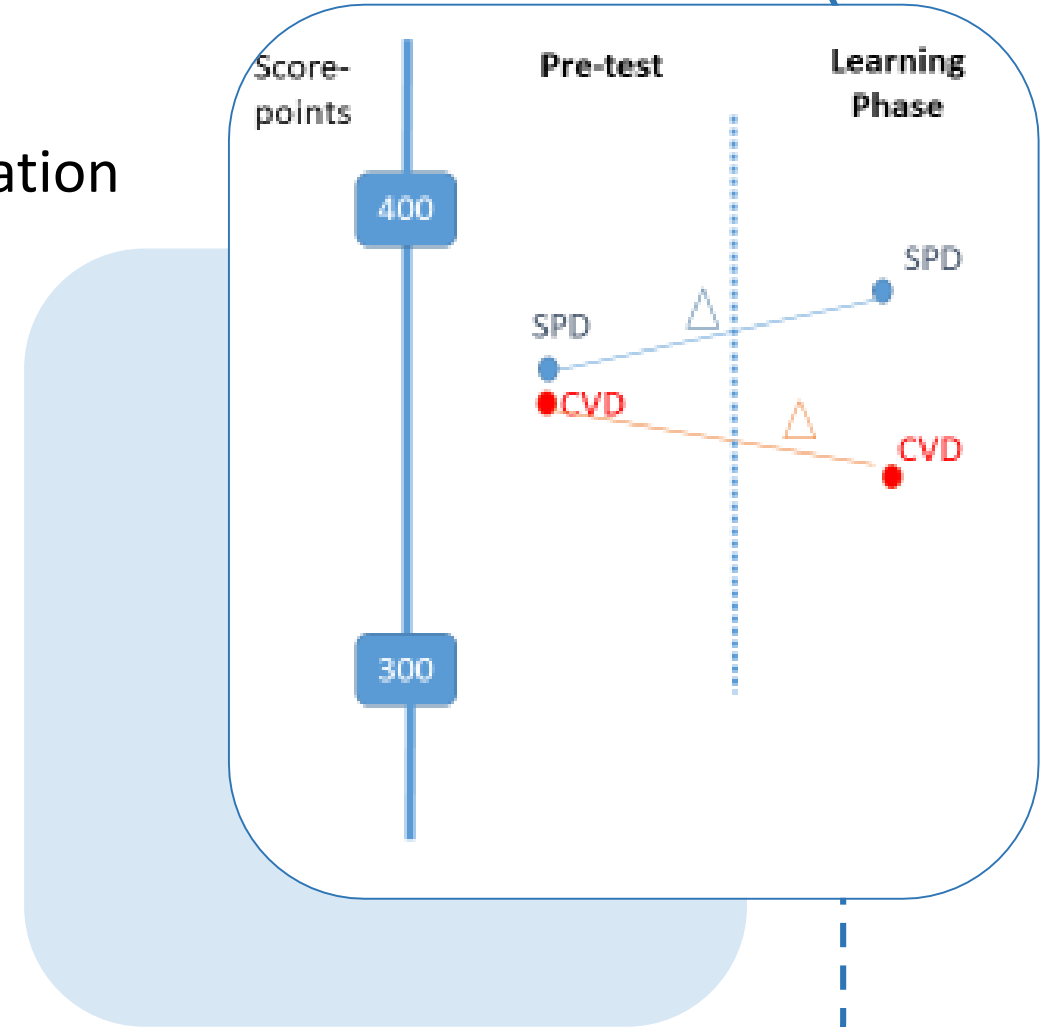 Score-
points
Pre-test
Learning
Phase
ation
400
SPD
SPD
CVD
CVD
300